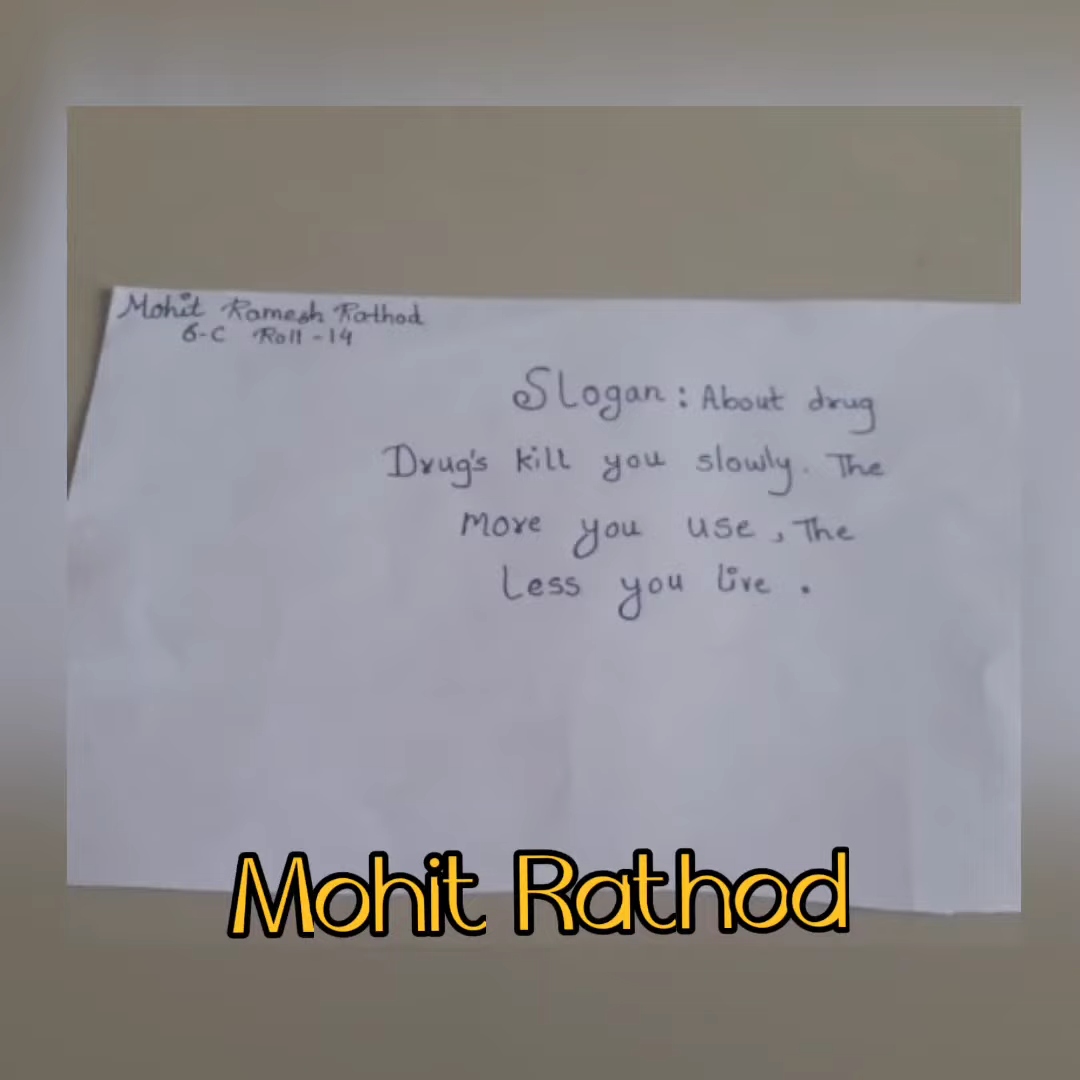 Mohit Ramesh Rathod
6-C Roll-14
Slogan: About drug
Drug's kill you slowly. The
more you use, The
Less you live.
Mohit Rathod